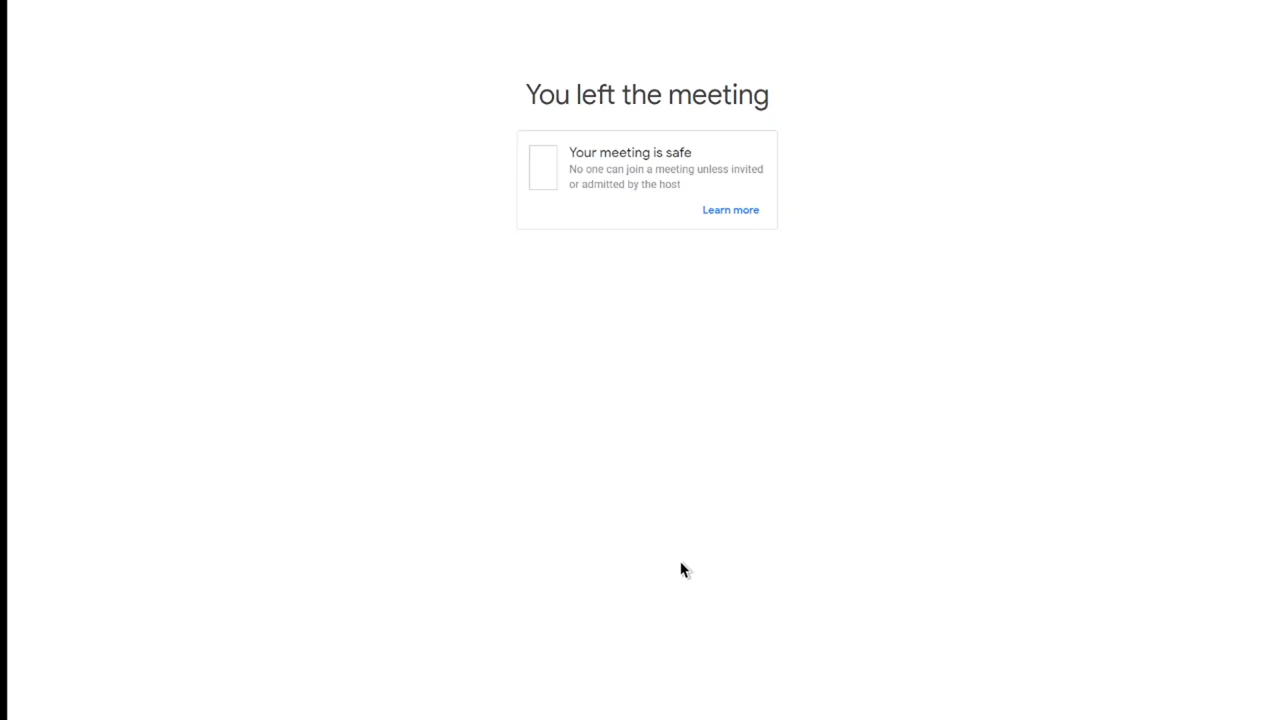 You left the meeting
Your meeting is safe
No one can join a meeting unless invited
or admitted by the host
Learn more